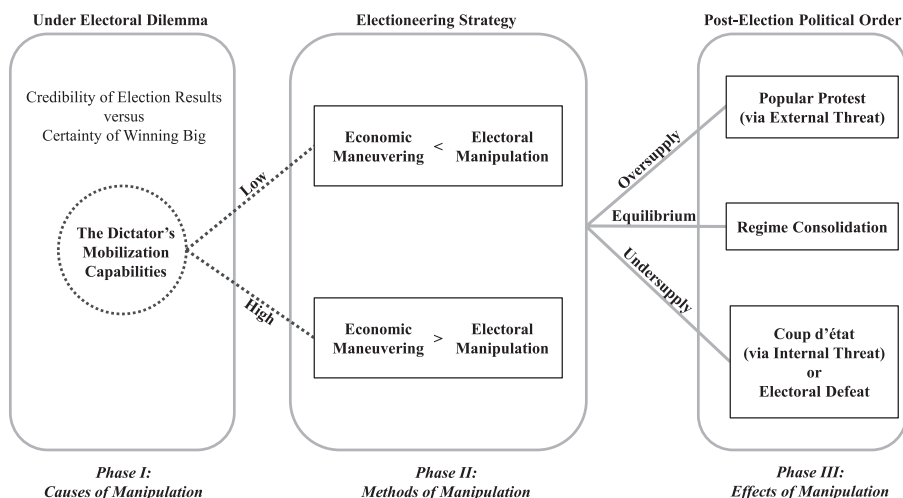 Under Electoral Dilemma
Electioneering Strategy
Post-Election Political Order
Credibility of Election Results
versus
Certainty of Winning Big
The Dictator's
Mobilization
Capabilities
Low
High
Economic
Maneuvering
<
Electoral
Manipulation
Economic
Maneuvering
>
Electoral
Manipulation
Oversupply
Equilibrium
Undersupply
Popular Protest
(via External Threat)
Regime Consolidation
Coup d'état
(via Internal Threat)
or
Electoral Defeat
Phase I:
Causes of Manipulation
Phase II:
Methods of Manipulation
Phase III:
Effects of Manipulation